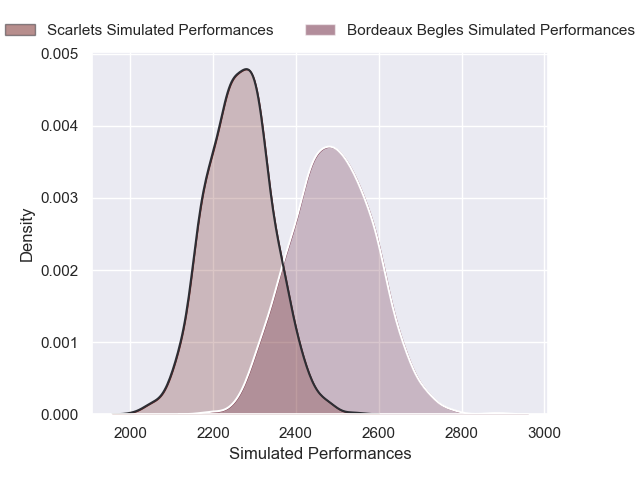 Scarlets Simulated Performances
Bordeaux Begles Simulated Performances
0.005
0.004
0.003
0.002
0.001
0.000
Density
2000 2200 2400 2600 2800 3000
Simulated Performances